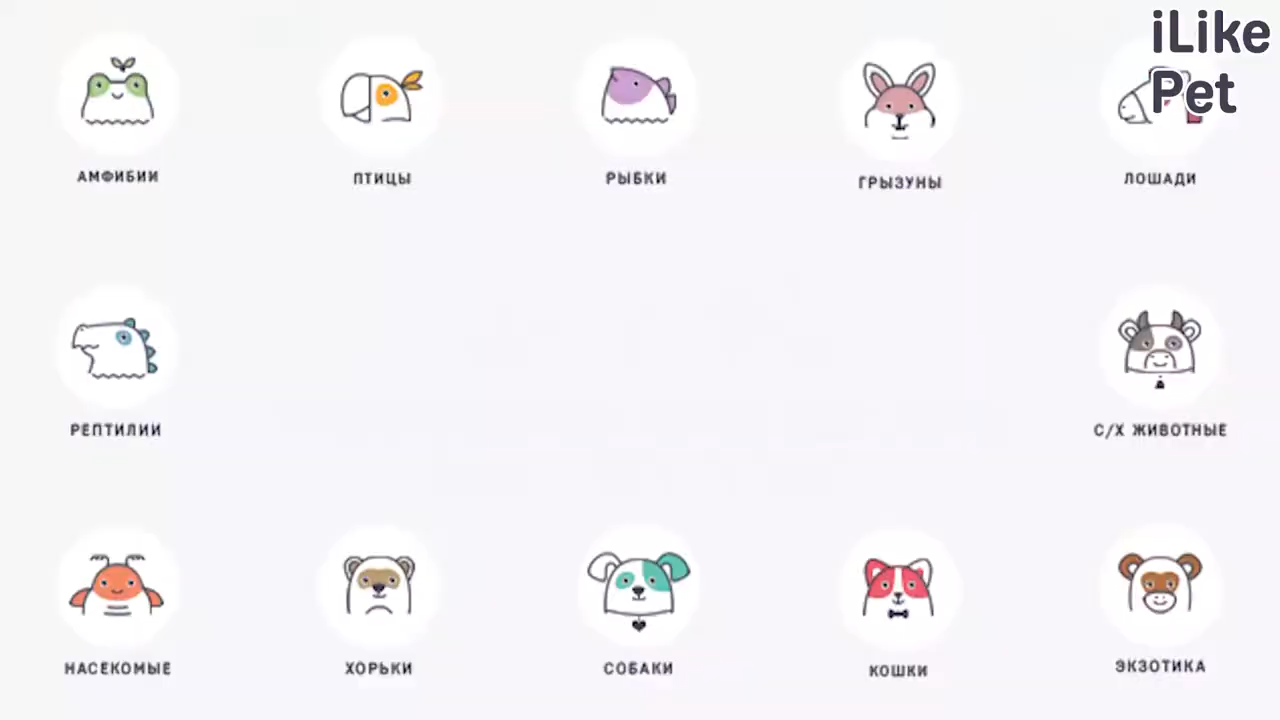 iLike
Pet
АМФИБИИ
ПТИЦЫ
РЫБКИ
ГРЫЗУНЫ
ЛОШАДИ
РЕПТИЛИИ
С/Х ЖИВОТНЫЕ
НАСЕКОМЫЕ
ХОРЬКИ
СОБАКИ
КОШКИ
ЭКЗОТИКА